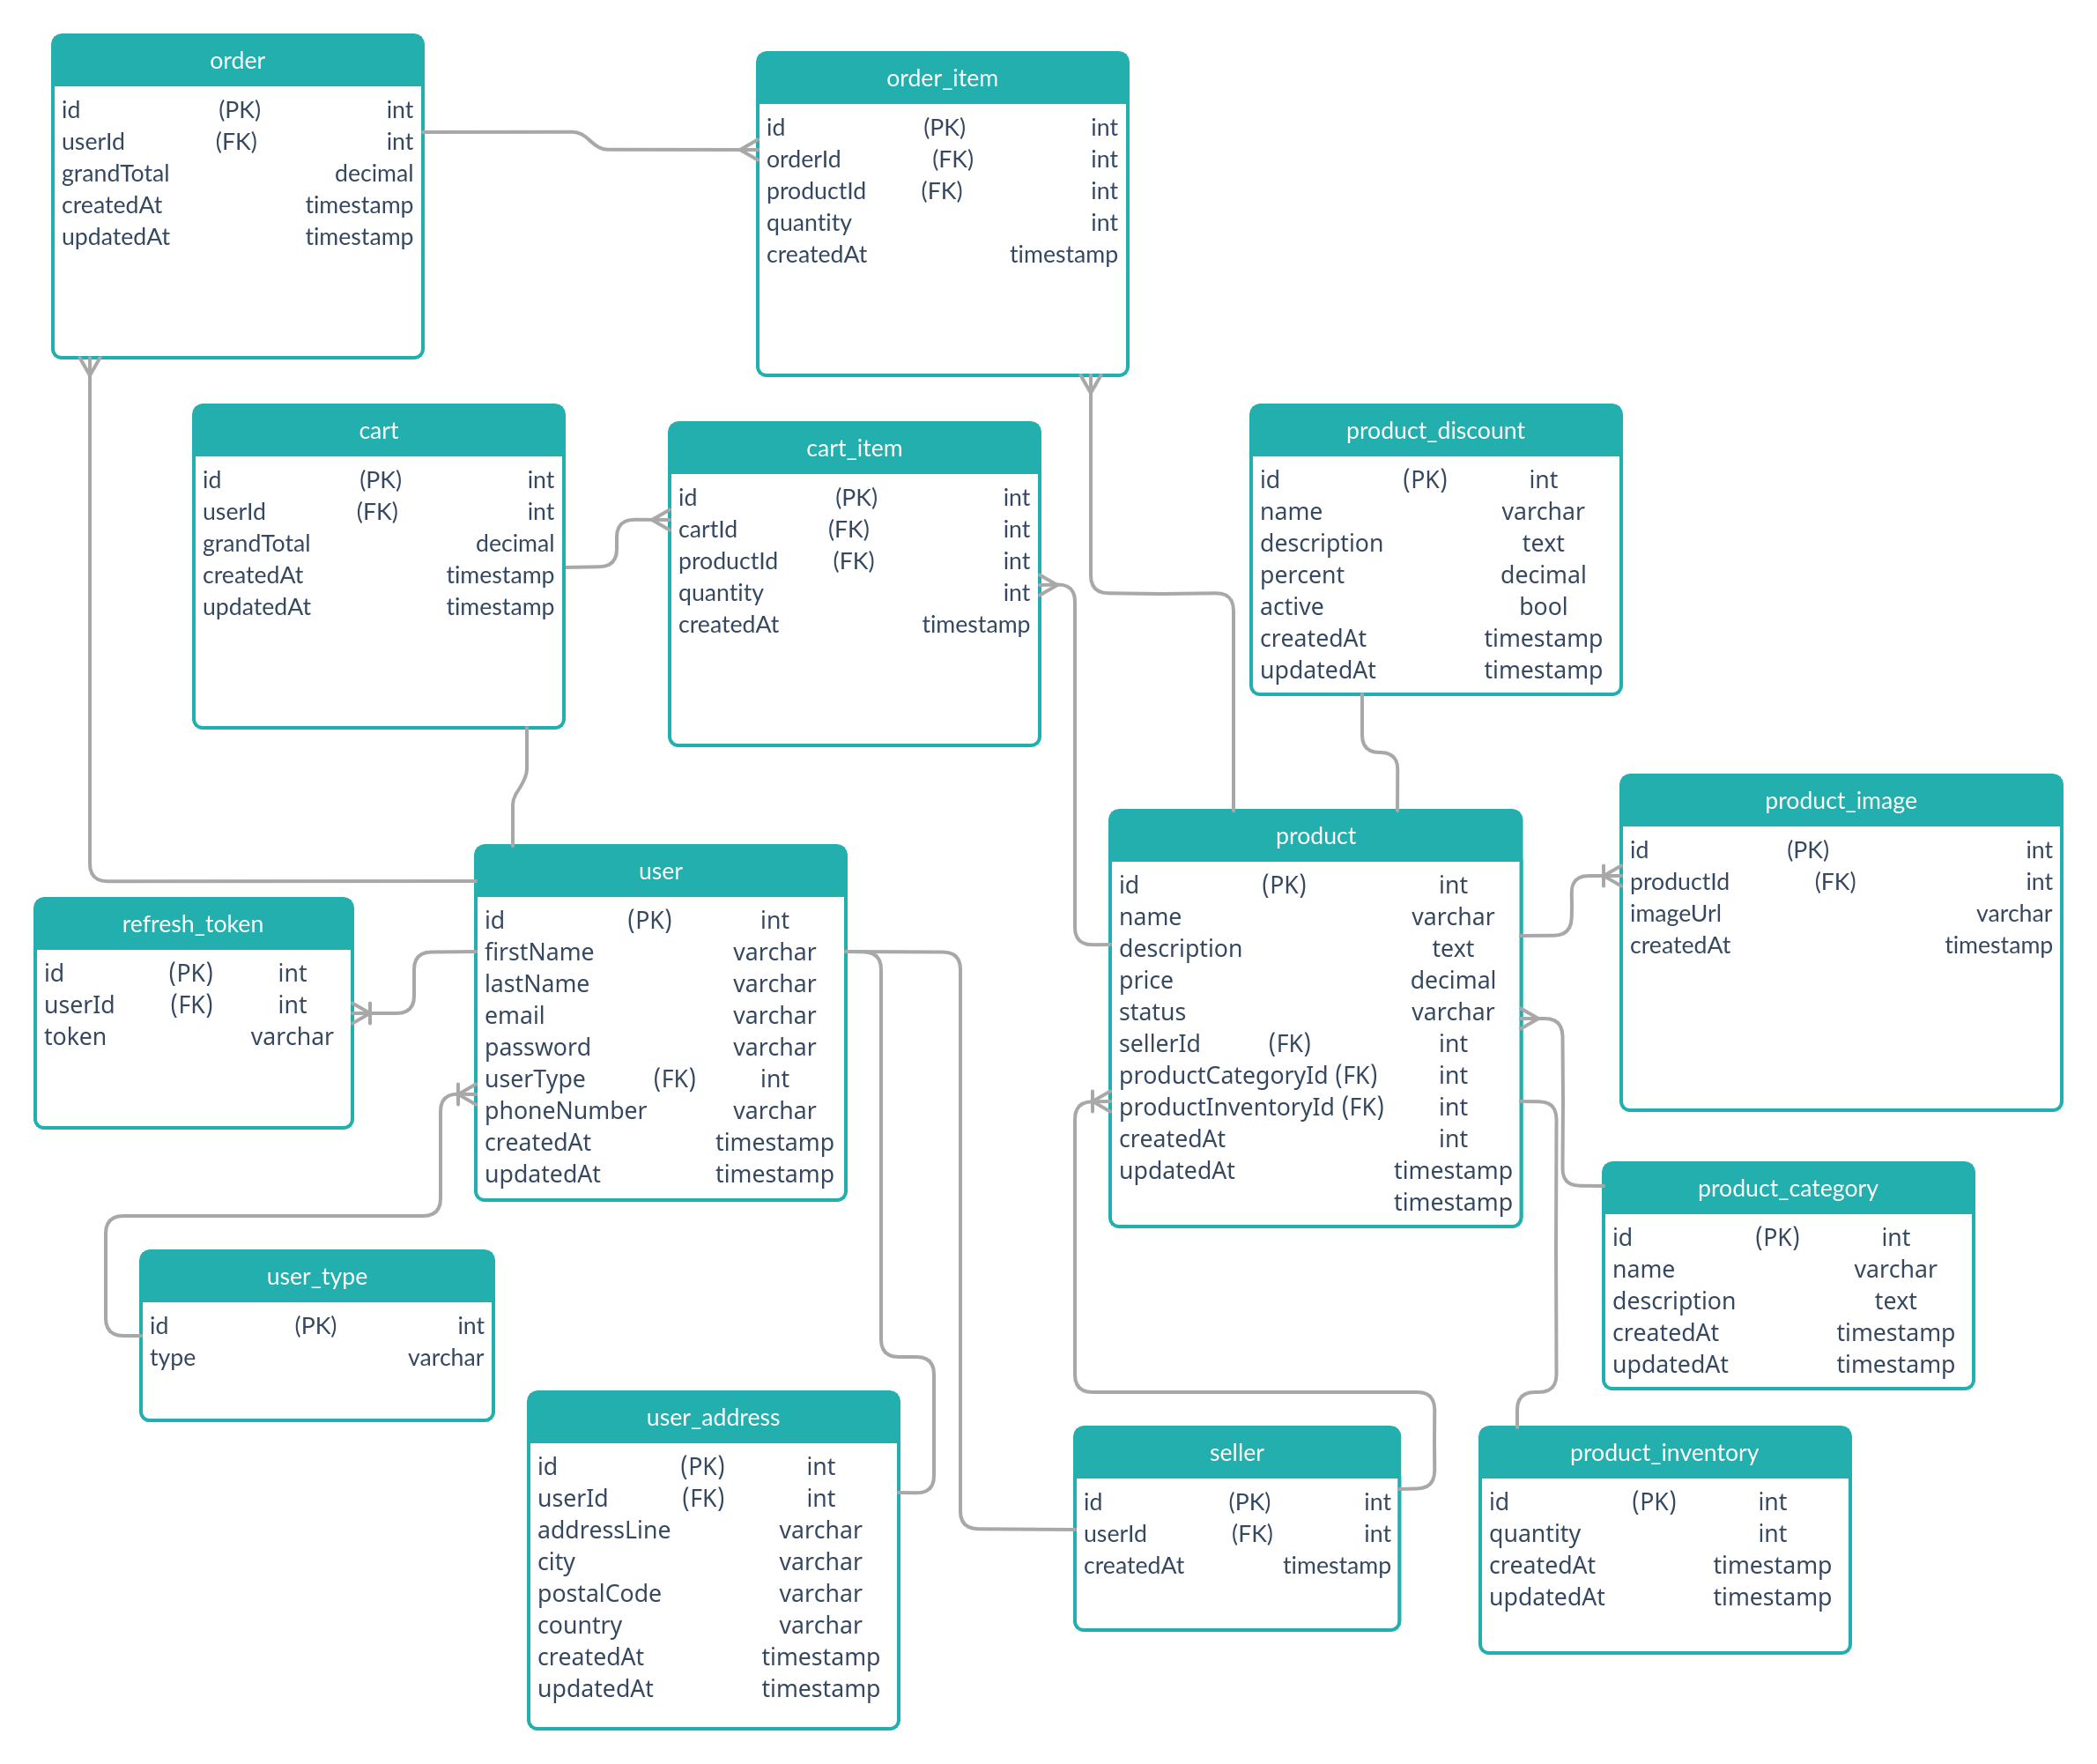 order
id (PK) int
userId (FK) int
grandTotal decimal
createdAt timestamp
updatedAt timestamp
order_item
id (PK) int
orderId (FK) int
productId (FK) int
quantity int
createdAt timestamp
cart
id (PK) int
userId (FK) int
grandTotal decimal
createdAt timestamp
updatedAt timestamp
cart_item
id (PK) int
cartId (FK) int
productId (FK) int
quantity int
createdAt timestamp
product_discount
id (PK) int
name varchar
description text
percent decimal
active bool
createdAt timestamp
updatedAt timestamp
product_image
id (PK) int
productId (FK) int
imageUrl varchar
createdAt timestamp
product
id (PK) int
name varchar
description text
price decimal
status varchar
sellerId (FK) int
productCategoryId (FK) int
productInventoryId (FK) int
createdAt int
updatedAt timestamp
timestamp
user
id (PK) int
firstName varchar
lastName varchar
email varchar
password varchar
userType (FK) int
phoneNumber varchar
createdAt timestamp
updatedAt timestamp
refresh_token
id (PK) int
userId (FK) int
token varchar
user_type
id (PK) int
type varchar
user_address
id (PK) int
userId (FK) int
addressLine varchar
city varchar
postalCode varchar
country varchar
createdAt timestamp
updatedAt timestamp
seller
id (PK) int
userId (FK) int
createdAt timestamp
product_category
id (PK) int
name varchar
description text
createdAt timestamp
updatedAt timestamp
product_inventory
id (PK) int
quantity int
createdAt timestamp
updatedAt timestamp